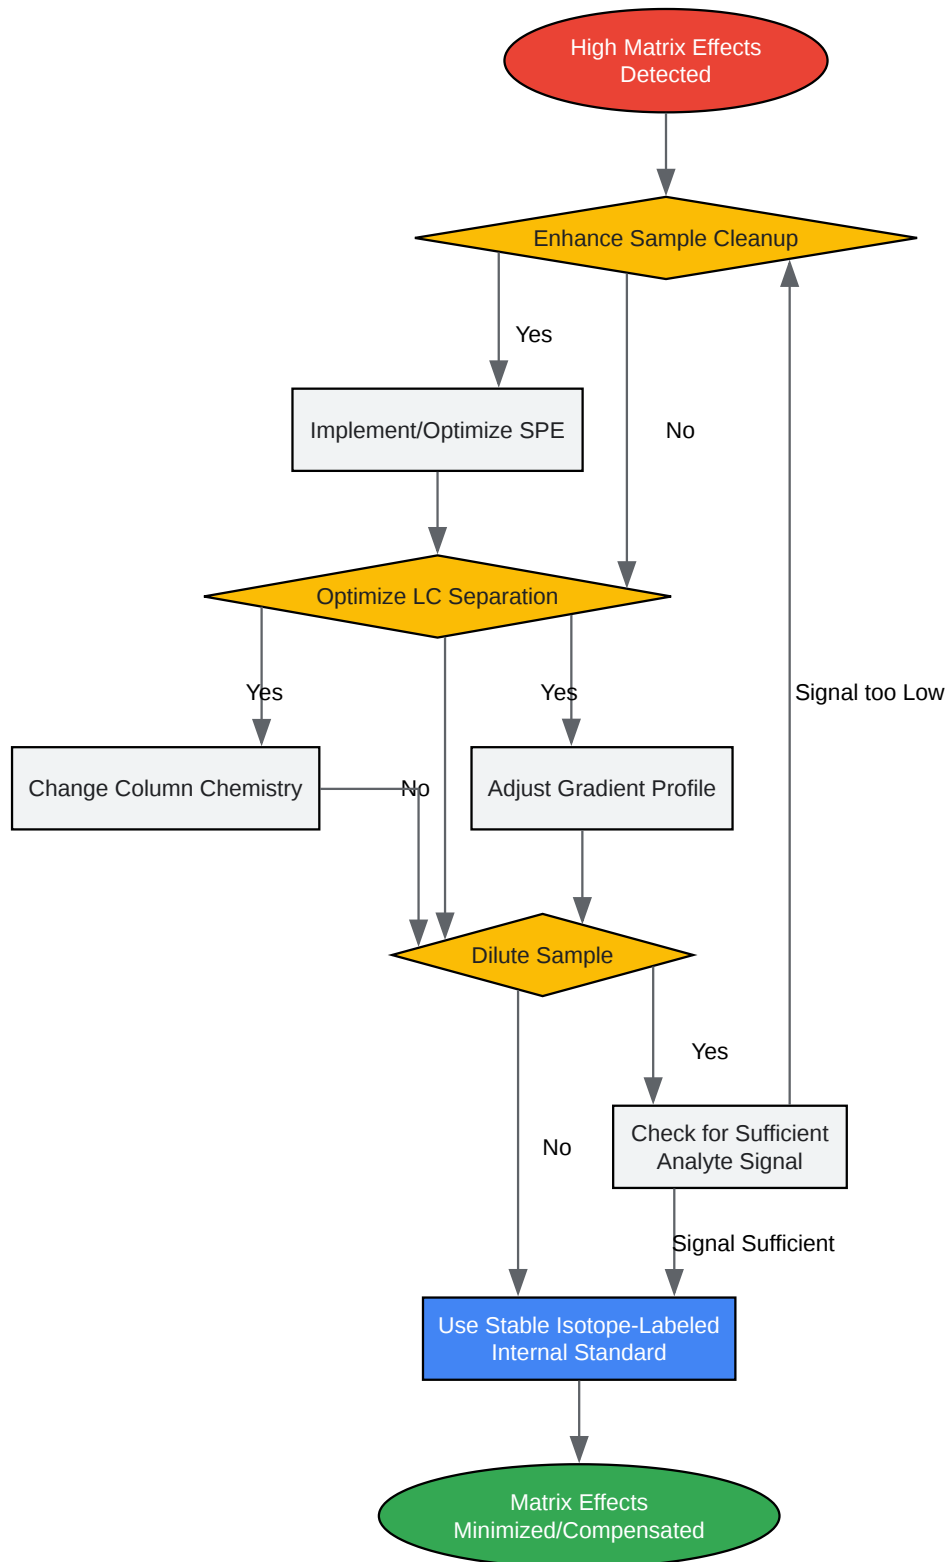 High Matrix Effects
Detected
Enhance Sample Cleanup
Yes
Implement/Optimize SPE
No
Optimize LC Separation
Yes
Yes
Signal too Low
Change Column Chemistry
No
Adjust Gradient Profile
Dilute Sample
Yes
Check for Sufficient
Analyte Signal
No
Signal Sufficient
Use Stable Isotope-Labeled
Internal Standard
Matrix Effects
Minimized/Compensated